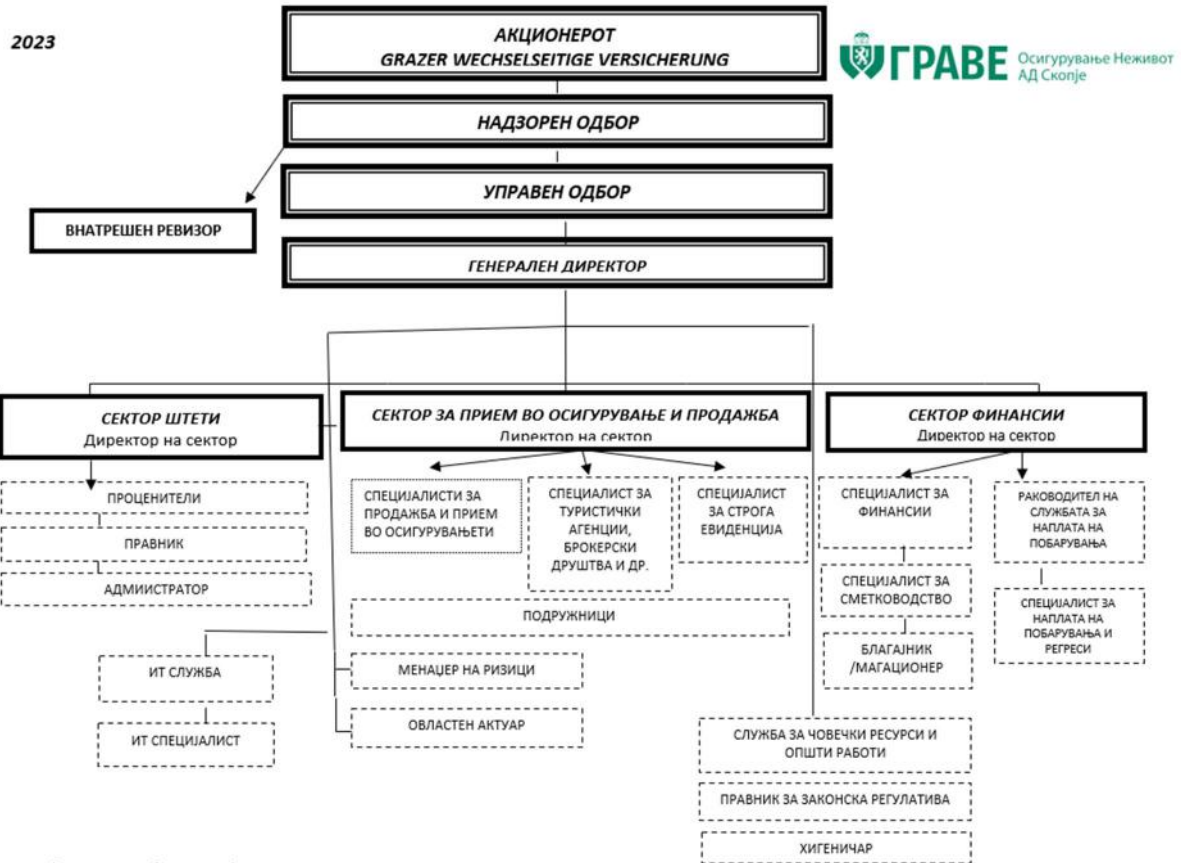 2023
АКЦИОНЕРОТ
GRAZER WECHSELSEITIGE VERSICHERUNG
ГРАВЕ
Осигурување Неживот
АД Скопје
НАДЗОРЕН ОДБОР
УПРАВЕН ОДБОР
ВНАТРЕШЕН РЕВИЗОР
ГЕНЕРАЛЕН ДИРЕКТОР
СЕКТОР ШТЕТИ
Директор на сектор
СЕКТОР ЗА ПРИЕМ ВО ОСИГУРУВАЊЕ И ПРОДАЖБА
Директор на сектор
СЕКТОР ФИНАНСИИ
Директор на сектор
ПРОЦЕНИТЕЛИ
ПРАВНИК
АДМИИСТРАТОР
СПЕЦИЈАЛИСТИ ЗА
ПРОДАЖБА И ПРИЕМ
ВО ОСИГУРУВАЊЕТИ
СПЕЦИАЛИСТ ЗА
ТУРИСТИЧКИ
АГЕНЦИИ,
БРОКЕРСКИ
ДРУШТВА И ДР.
СПЕЦИЈАЛИСТ
ЗА СТРОГА
ЕВИДЕНЦИЈА
СПЕЦИЈАЛИСТ ЗА
ФИНАНСИИ
РАКОВОДИТЕЛ НА
СЛУЖБАТА ЗА
НАПЛАТА НА
ПОБАРУВАЊА
СПЕЦИЈАЛИСТ ЗА
СМЕТКОВОДСТВО
СПЕЦИЈАЛИСТ ЗА
НАПЛАТА НА
ПОБАРУВАЊА И
РЕГРЕСИ
БЛАГАЈНИК
/МАГАЦИОНЕР
ПОДРУЖНИЦИ
ИТ СЛУЖБА
МЕНАЏЕР НА РИЗИЦИ
ИТ СПЕЦИЈАЛИСТ
ОВЛАСТЕН АКТУАР
СЛУЖБА ЗА ЧОВЕЧКИ РЕСУРСИ И
ОПШТИ РАБОТИ
ПРАВНИК ЗА ЗАКОНСКА РЕГУЛАТИВА
ХИГЕНИЧАР